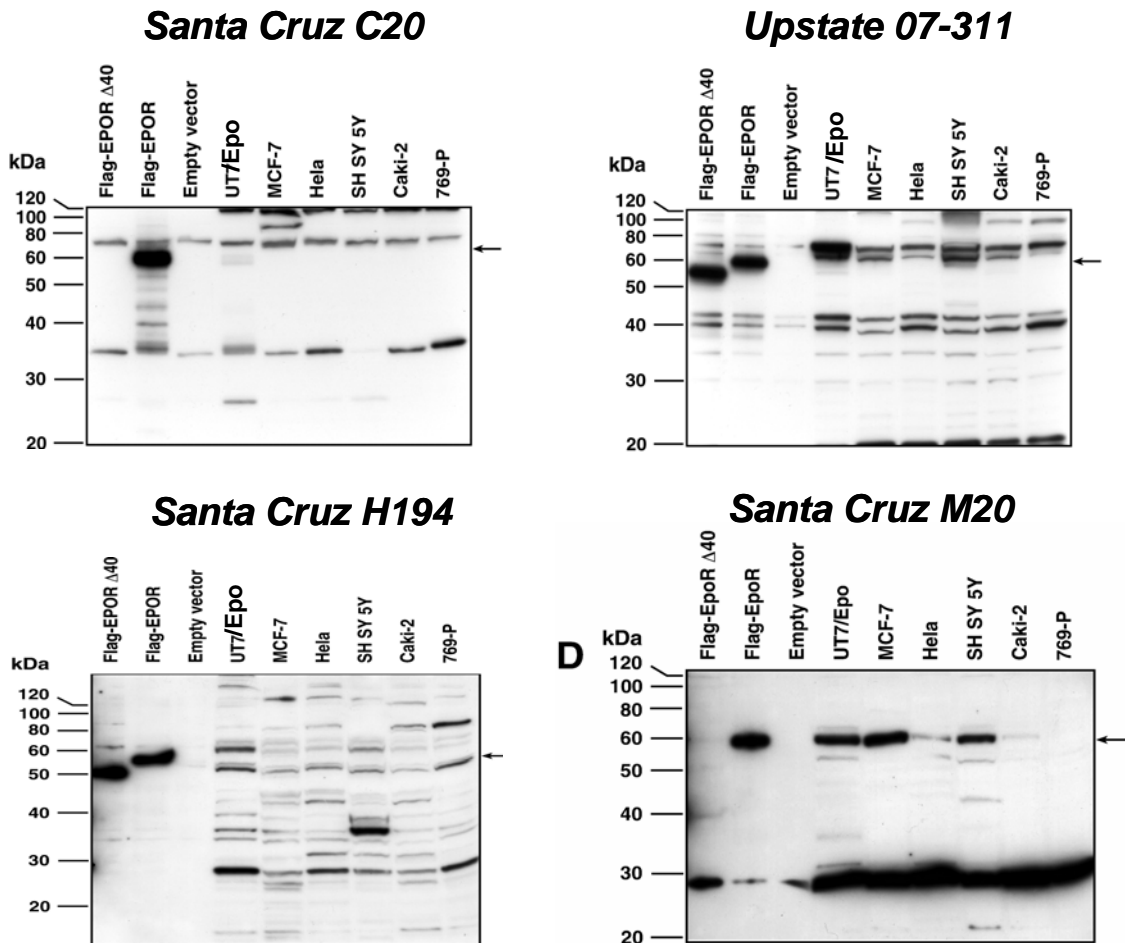 Santa Cruz C20
Flag-EPOR Δ40
Flag-EPOR
Empty vector
UT7/Epo
MCF-7
Hela
SH SY 5Y
Caki-2
769-P
kDa
120
100
80
60
50
40
30
20
Upstate 07-311
Flag-EPOR Δ40
Flag-EPOR
Empty vector
UT7/Epo
MCF-7
Hela
SH SY 5Y
Caki-2
769-P
kDa
120
100
80
60
50
40
30
20
Santa Cruz H194
Flag-EPOR Δ40
Flag-EPOR
Empty vector
UT7/Epo
MCF-7
Hela
SH SY 5Y
Caki-2
769-P
kDa
120
100
80
60
50
40
30
20
Santa Cruz M20
D
Flag-EpoR Δ40
Flag-EpoR
Empty vector
UT7/Epo
MCF-7
Hela
SH SY 5Y
Caki-2
769-P
kDa
120
100
80
60
50
40
30
20